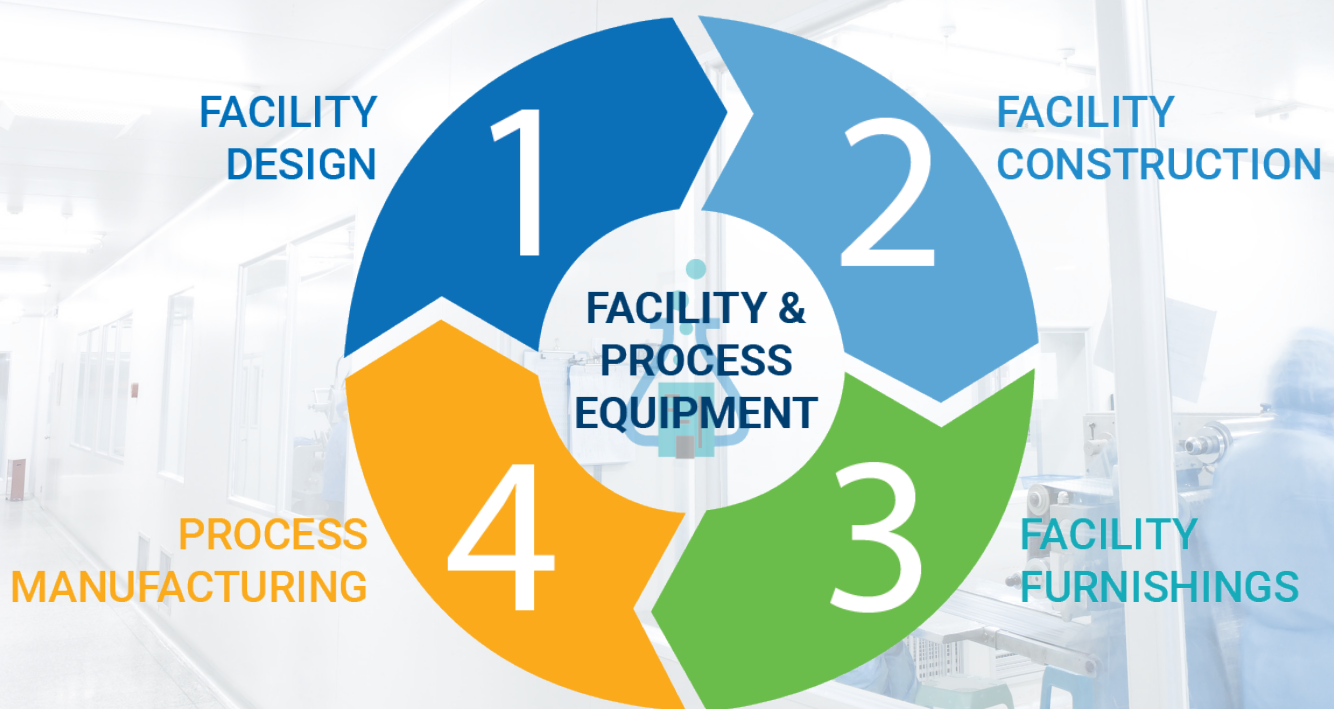 FACILITY
DESIGN
1
2
FACILITY
CONSTRUCTION
FACILITY &
PROCESS
EQUIPMENT
PROCESS
MANUFACTURING
4
3
FACILITY
FURNISHINGS